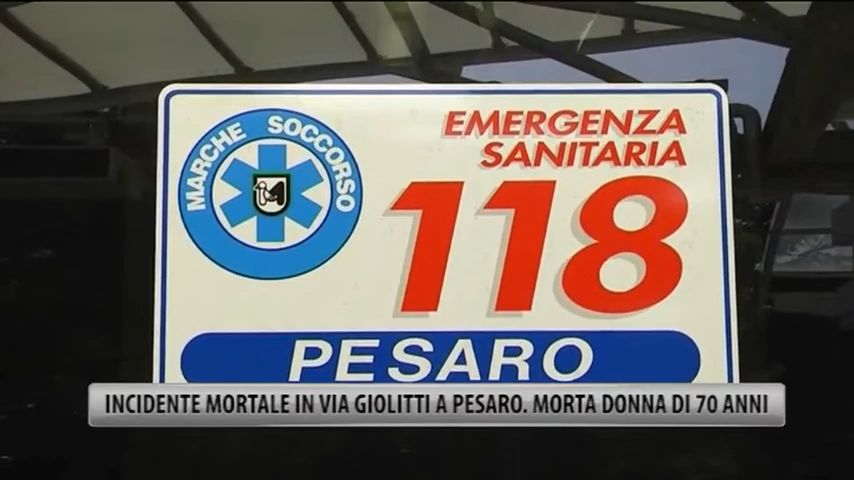 MARCHE SOCCORSO
EMERGENZA
SANITARIA
118
PESARO
INCIDENTE MORTALE IN VIA GIOLITTI A PESARO. MORTA DONNA DI 70 ANNI